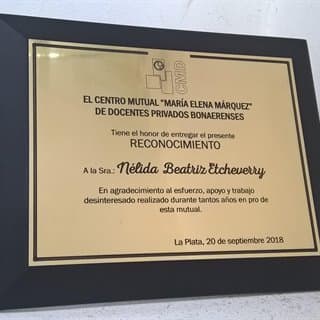 CMD
EL CENTRO MUTUAL "MARÍA ELENA MÁRQUEZ"
DE DOCENTES PRIVADOS BONAERENSES
Tiene el honor de entregar el presente
RECONOCIMIENTO
A la Sra.: Nélida Beatriz Etcheverry
En agradecimiento al esfuerzo, apoyo y trabajo
desinteresado realizado durante tantos años en pro de
esta mutual.
La Plata, 20 de septiembre 2018